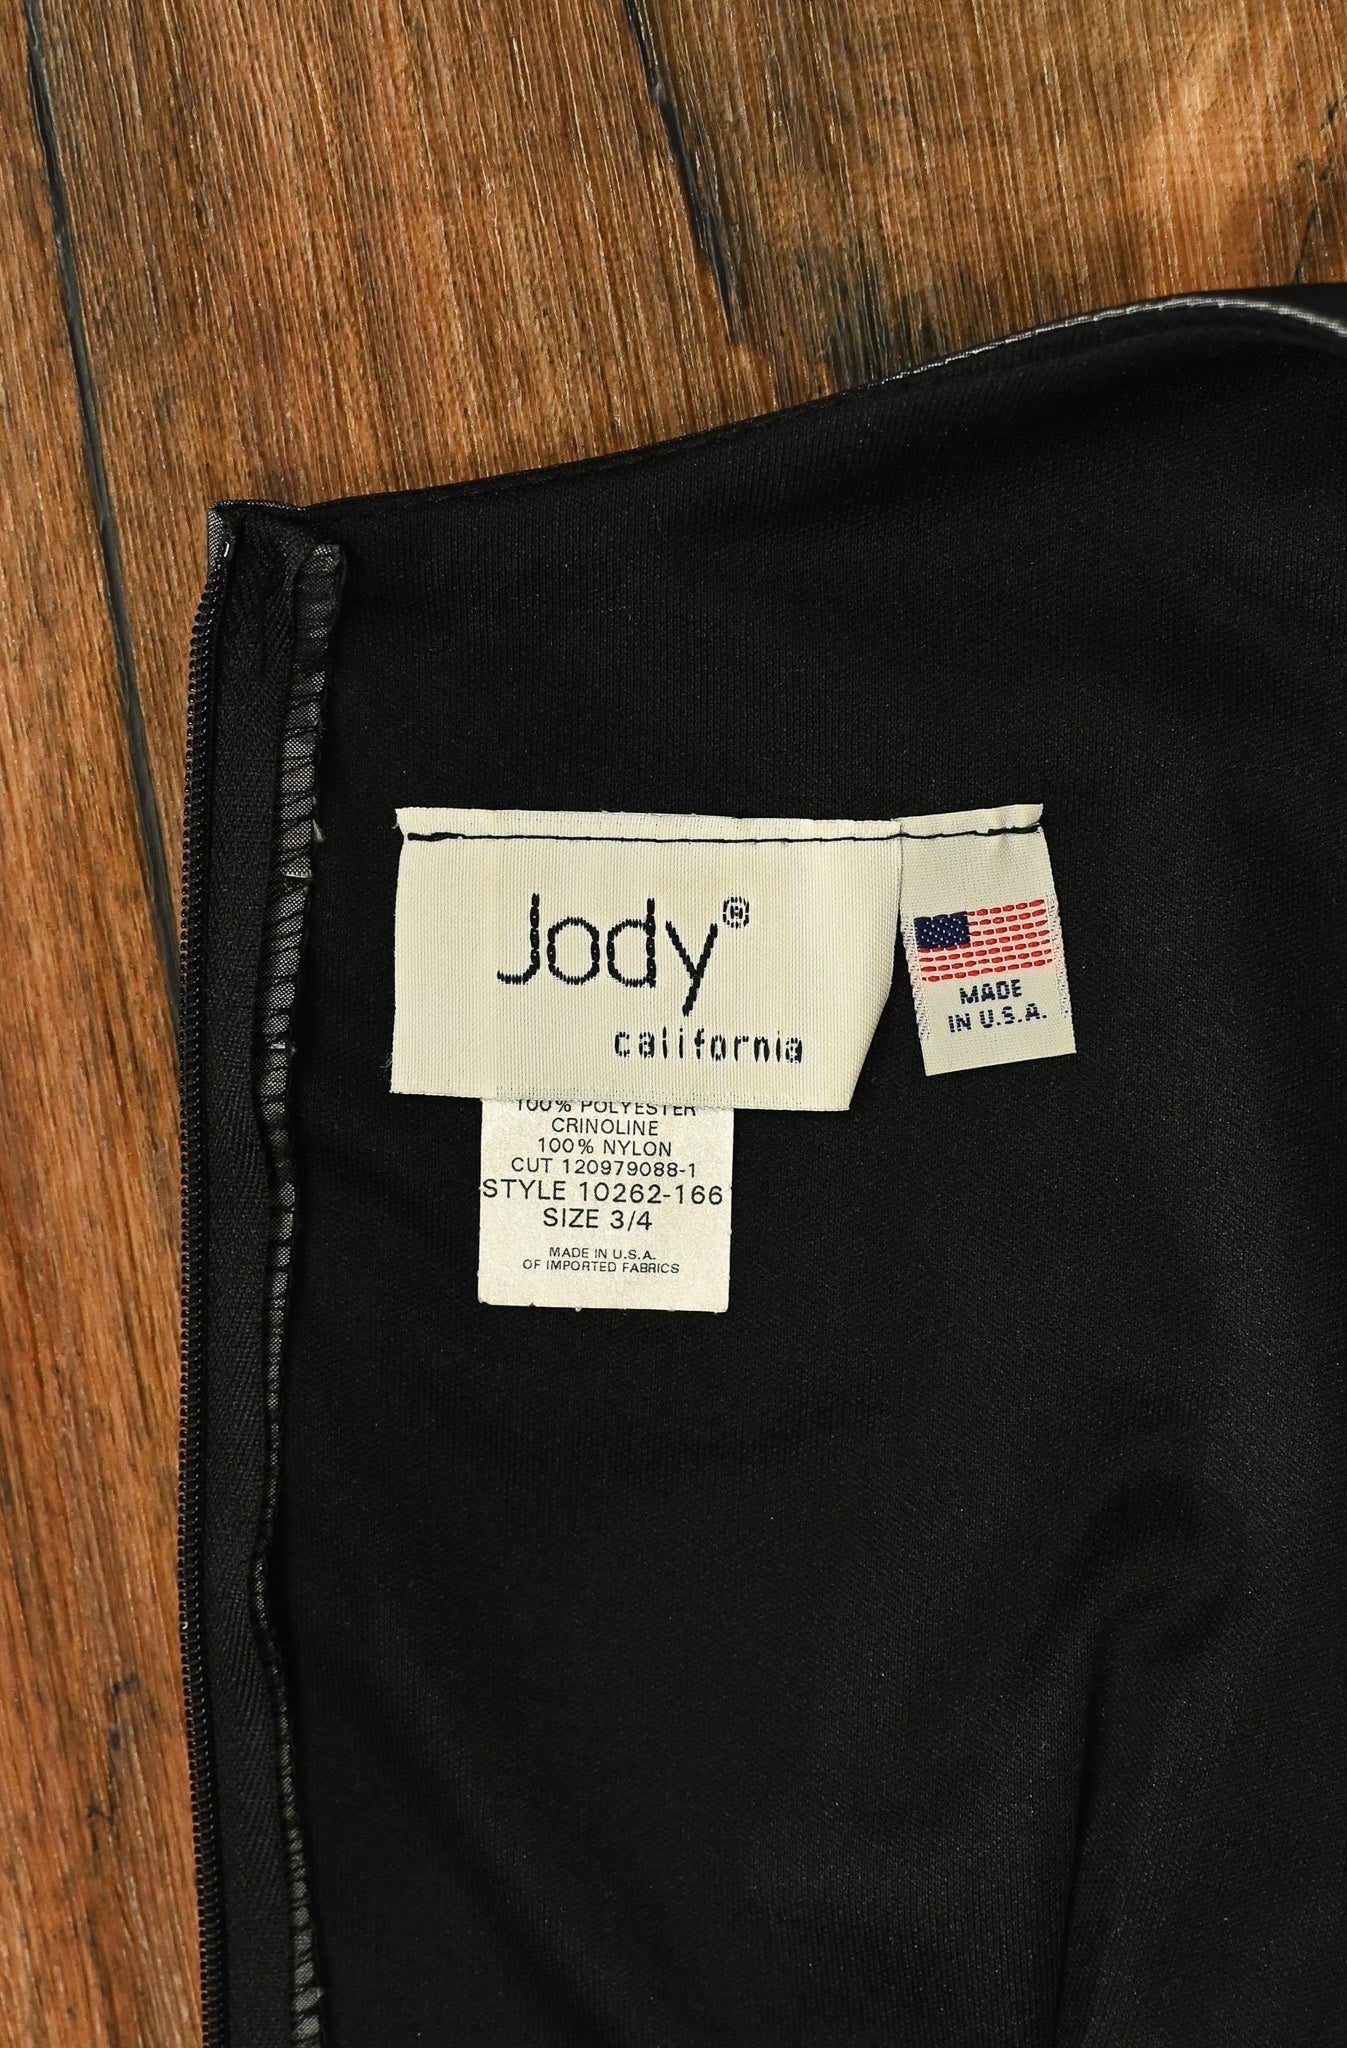 Jody®
california
MADE
IN U.S.A.
100% POLYESTER
CRINOLINE
100% NYLON
CUT 120979088-1
STYLE 10262-166
SIZE 3/4
MADE IN U.S.A.
OF IMPORTED FABRICS